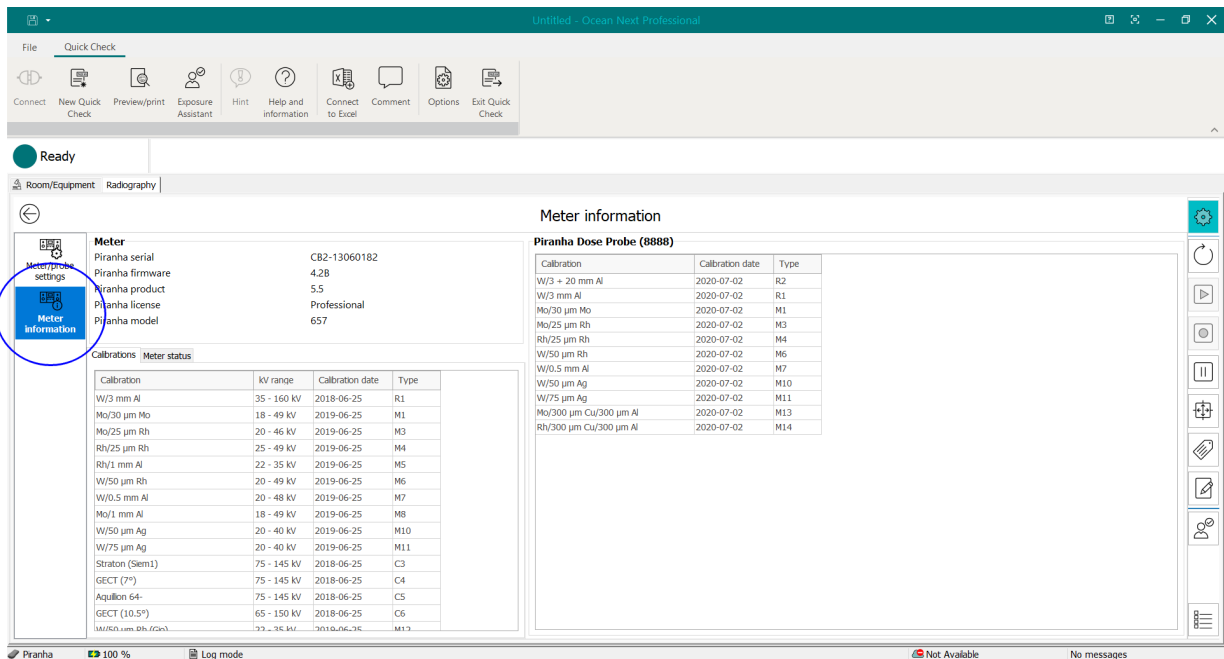 Untitled - Ocean Next Professional
File Quick Check
Connect New Quick Check Preview/print Exposure Assistant Hint Help and information Connect to Excel Comment Options Exit Quick Check
Ready
Room/Equipment Radiography
Meter information
Meter/probe settings
Meter information
Meter
Piranha serial CB2-13060182
Piranha firmware 4.2B
Piranha product 5.5
Piranha license Professional
Piranha model 657
Calibrations Meter status
Calibration kV range Calibration date Type
W/3 mm Al 35 - 160 kV 2018-06-25 R1
Mo/30 µm Mo 18 - 49 kV 2019-06-25 M1
Mo/25 µm Rh 20 - 46 kV 2019-06-25 M3
Rh/25 µm Rh 25 - 49 kV 2019-06-25 M4
Rh/1 mm Al 22 - 35 kV 2019-06-25 M5
W/50 µm Rh 20 - 49 kV 2019-06-25 M6
W/0.5 mm Al 20 - 48 kV 2019-06-25 M7
Mo/1 mm Al 18 - 49 kV 2019-06-25 M8
W/50 µm Ag 20 - 40 kV 2019-06-25 M10
W/75 µm Ag 20 - 40 kV 2019-06-25 M11
Straton (Siem1) 75 - 145 kV 2018-06-25 C3
GECT (7°) 75 - 145 kV 2018-06-25 C4
Aquilion 64- 75 - 145 kV 2018-06-25 C5
GECT (10.5°) 65 - 150 kV 2018-06-25 C6
W/50 µm Rh (Gio) 22 - 35 kV 2019-06-25 M12
Piranha Dose Probe (8888)
Calibration Calibration date Type
W/3 + 20 mm Al 2020-07-02 R2
W/3 mm Al 2020-07-02 R1
Mo/30 µm Mo 2020-07-02 M1
Mo/25 µm Rh 2020-07-02 M3
Rh/25 µm Rh 2020-07-02 M4
W/50 µm Rh 2020-07-02 M6
W/0.5 mm Al 2020-07-02 M7
W/50 µm Ag 2020-07-02 M10
W/75 µm Ag 2020-07-02 M11
Mo/300 µm Cu/300 µm Al 2020-07-02 M13
Rh/300 µm Cu/300 µm Al 2020-07-02 M14
Piranha 100 % Log mode Not Available No messages